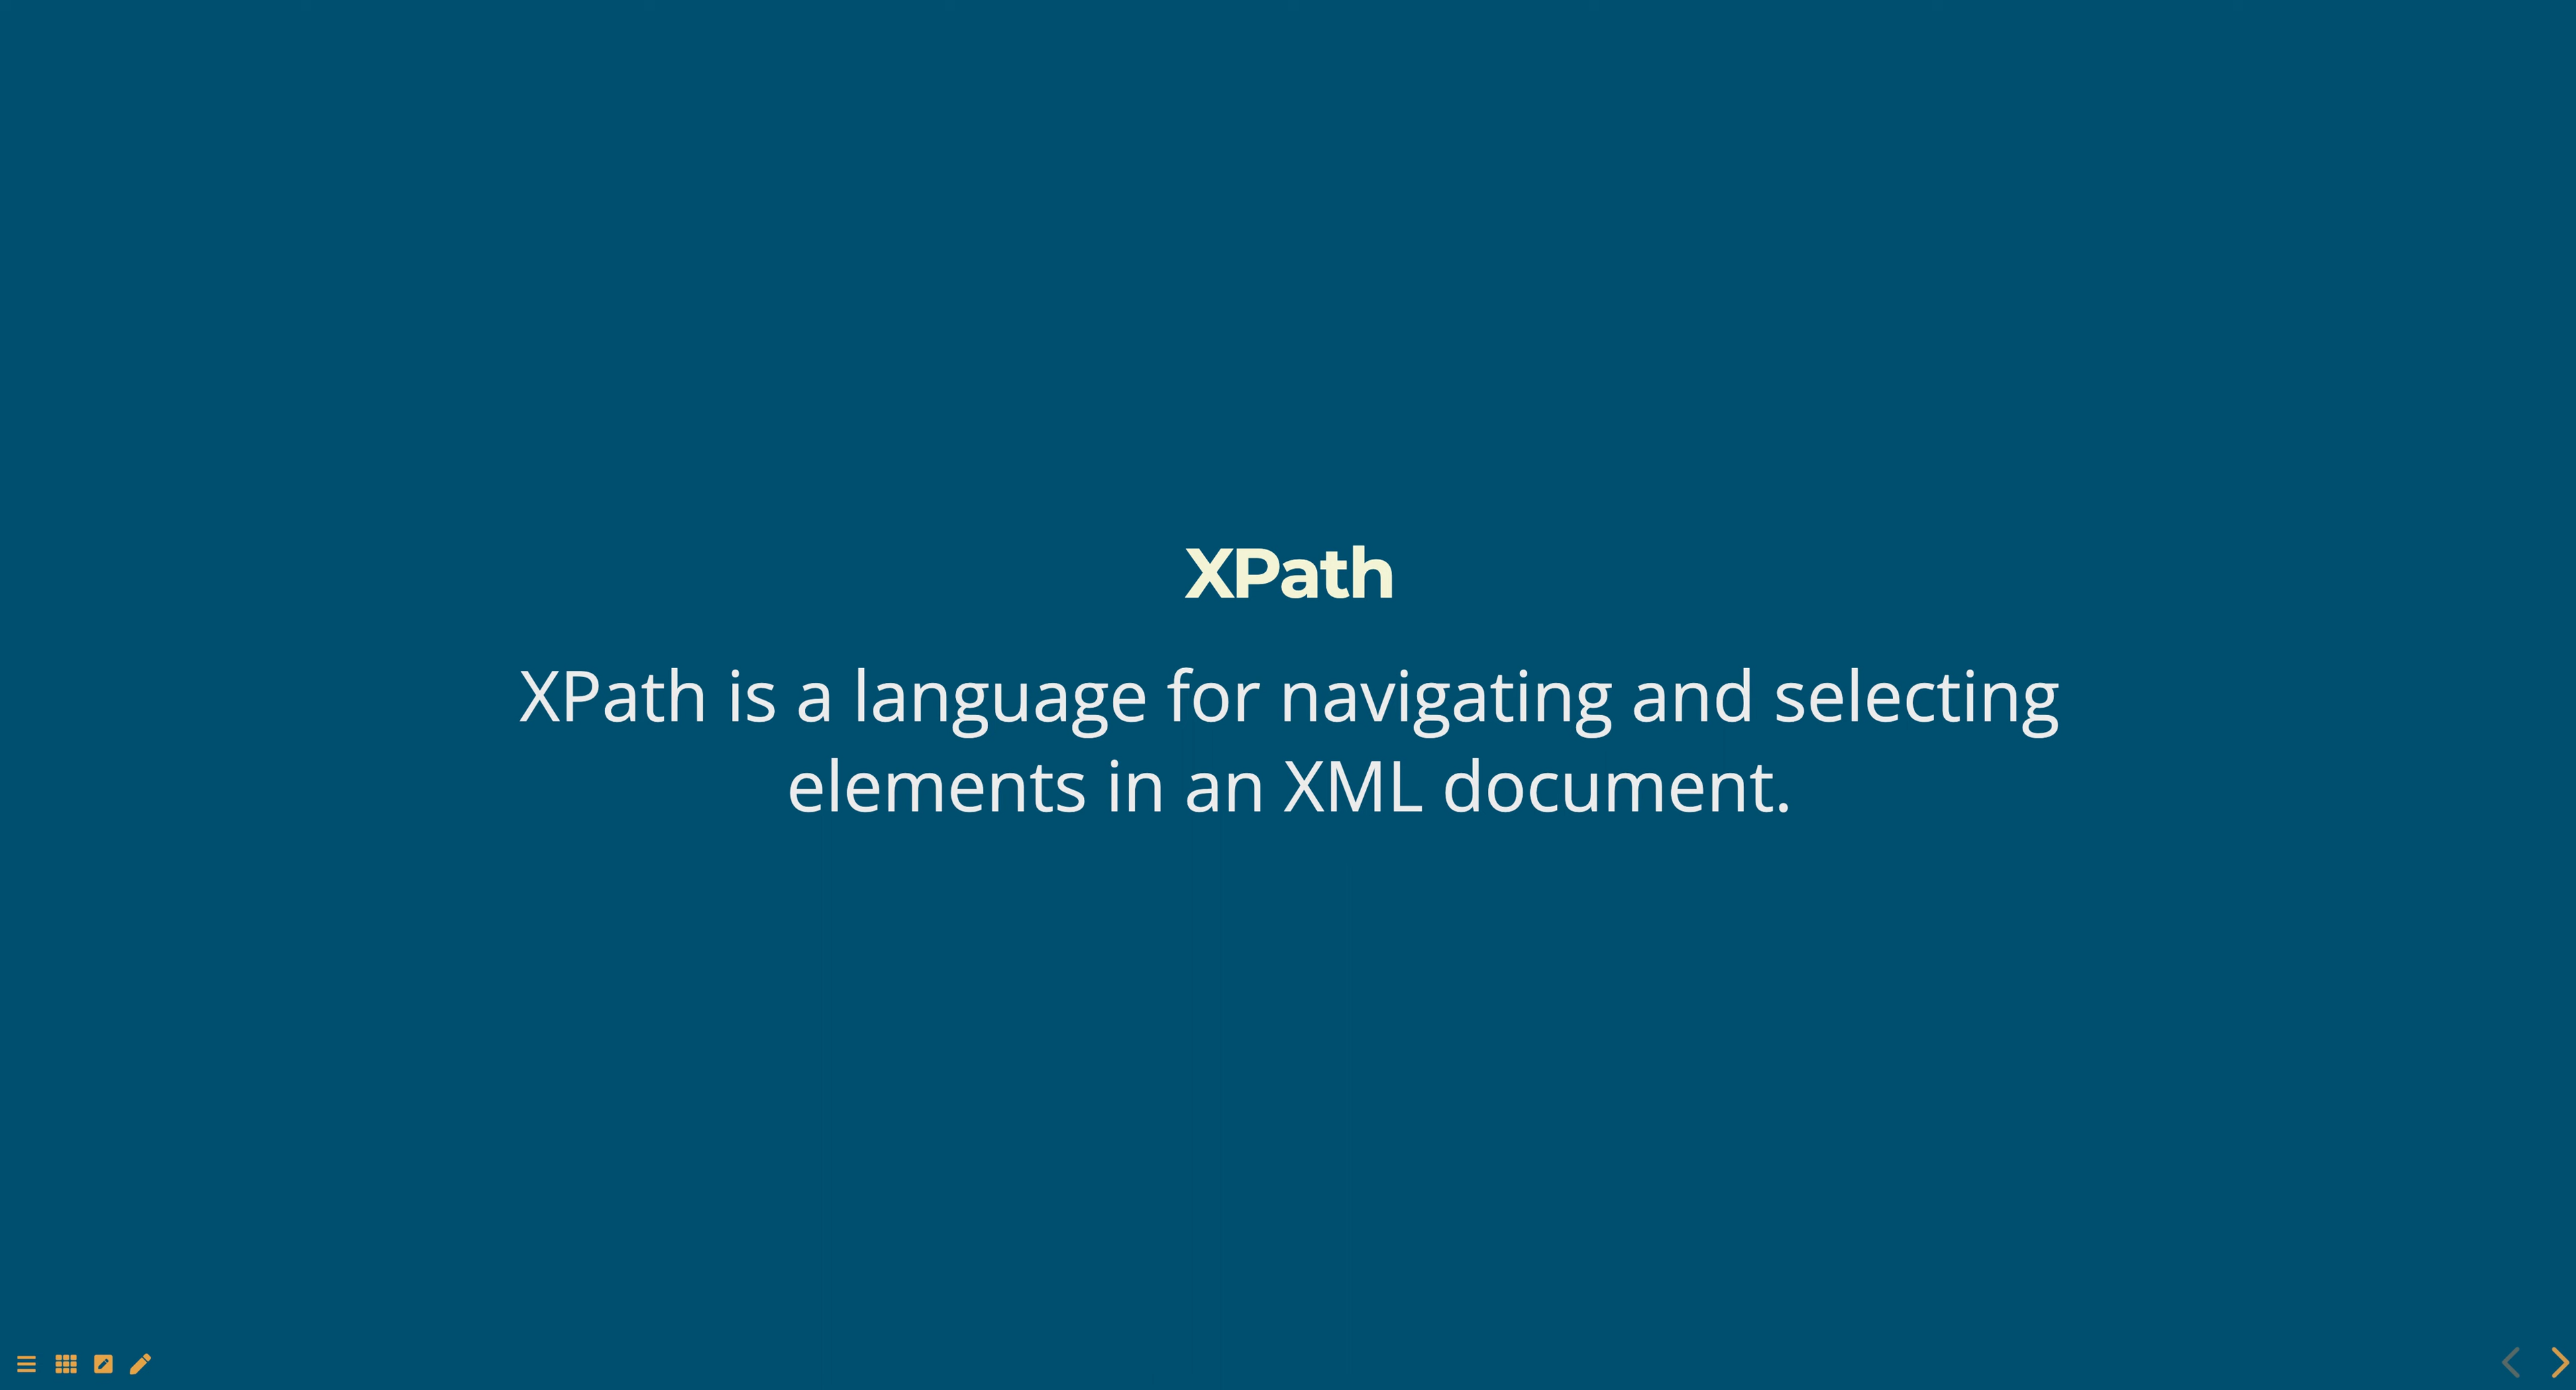 XPath
XPath is a language for navigating and selecting
elements in an XML document.